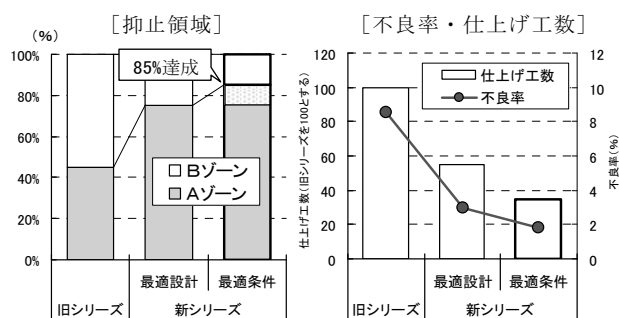 [抑止領域]
(%)
100%
80%
60%
40%
20%
0%
85%達成
Bゾーン
Aゾーン
最適設計
最適条件
旧シリーズ
新シリーズ
[不良率・仕上げ工数]
仕上げ工数(旧シリーズを100とする)
120
100
80
60
40
20
0
仕上げ工数
不良率
12
10
8
6
4
2
0
不良率(%)
最適設計
最適条件
旧シリーズ
新シリーズ